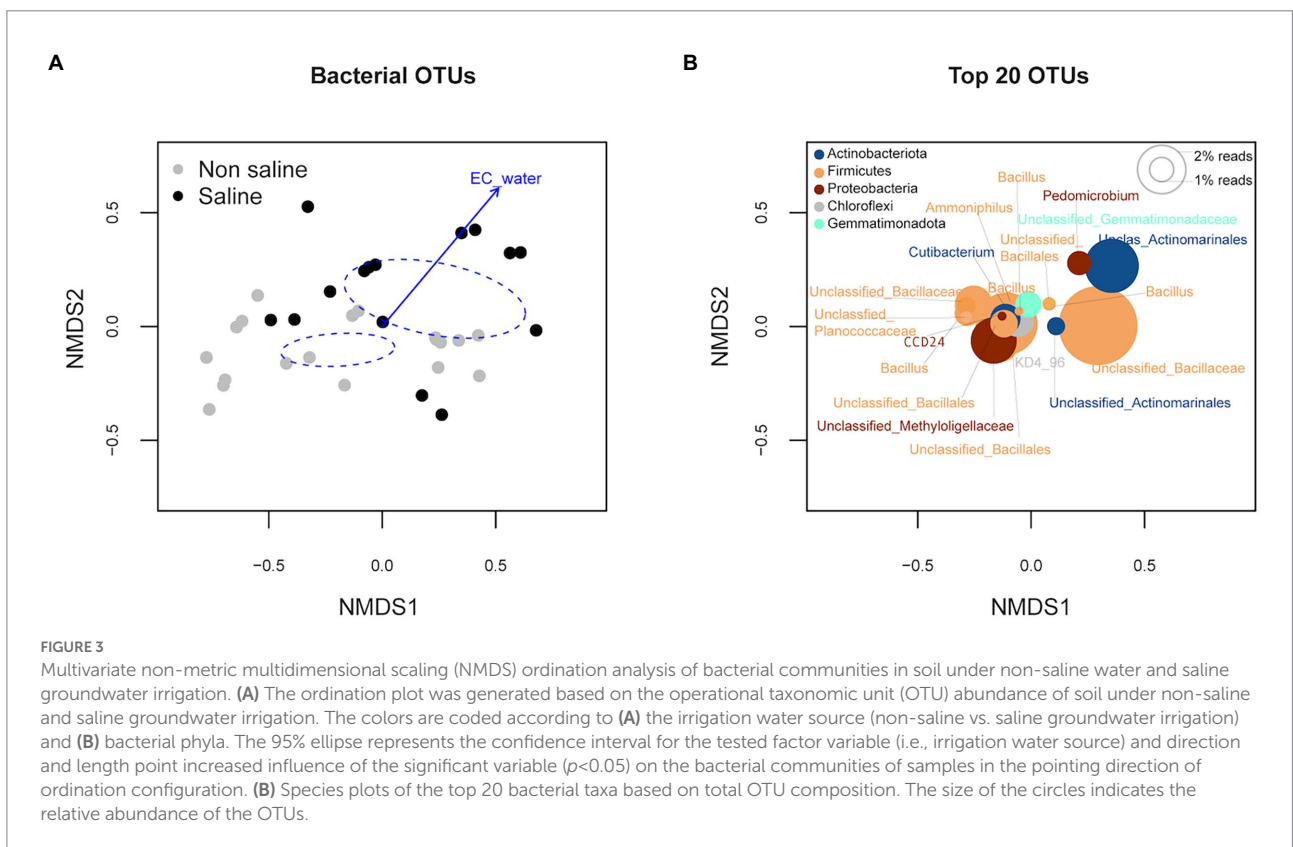 A
Bacterial OTUs
Non saline
Saline
EC_water
0.5
0.0
−0.5
NMDS2
−0.5
0.0
0.5
NMDS1
B
Top 20 OTUs
Actinobacteriota
Firmicutes
Proteobacteria
Chloroflexi
Gemmatimonadota
2% reads
1% reads
Bacillus
Pedomicrobium
Ammoniphilus
Unclassified_Gemmatimonadaceae
Unclassified_
Bacillales
Unclas_Actinomarinales
Cutibacterium
Bacillus
Unclassified_Bacillaceae
Bacillus
Unclassified_
Planococcaceae
CCD24
KD4_96
Bacillus
Unclassified_Bacillaceae
Unclassified_Bacillales
Unclassified_Actinomarinales
Unclassified_Methyloligellaceae
Unclassified_Bacillales
0.5
0.0
−0.5
NMDS2
−0.5
0.0
0.5
NMDS1
FIGURE 3
Multivariate non-metric multidimensional scaling (NMDS) ordination analysis of bacterial communities in soil under non-saline water and saline
groundwater irrigation. (A) The ordination plot was generated based on the operational taxonomic unit (OTU) abundance of soil under non-saline
and saline groundwater irrigation. The colors are coded according to (A) the irrigation water source (non-saline vs. saline groundwater irrigation)
and (B) bacterial phyla. The 95% ellipse represents the confidence interval for the tested factor variable (i.e., irrigation water source) and direction
and length point increased influence of the significant variable (p<0.05) on the bacterial communities of samples in the pointing direction of
ordination configuration. (B) Species plots of the top 20 bacterial taxa based on total OTU composition. The size of the circles indicates the
relative abundance of the OTUs.